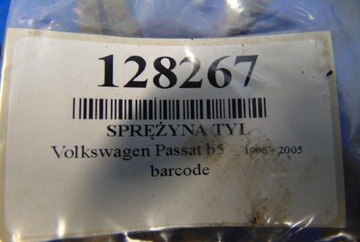 128267
SPRĘŻYNA TYŁ
Volkswagen Passat b5 1996 - 2005
barcode